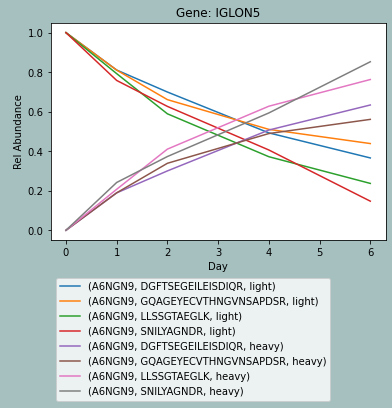 Gene: IGLON5
1.0
0.8
0.6
0.4
0.2
0.0
Rel Abundance
0 1 2 3 4 5 6
Day
(A6NGN9, DGFTSEGEILEISDIQR, light)
(A6NGN9, GQAGEYECVTHNGVNSAPDSR, light)
(A6NGN9, LLSSGTAEGLK, light)
(A6NGN9, SNILYAGNDR, light)
(A6NGN9, DGFTSEGEILEISDIQR, heavy)
(A6NGN9, GQAGEYECVTHNGVNSAPDSR, heavy)
(A6NGN9, LLSSGTAEGLK, heavy)
(A6NGN9, SNILYAGNDR, heavy)